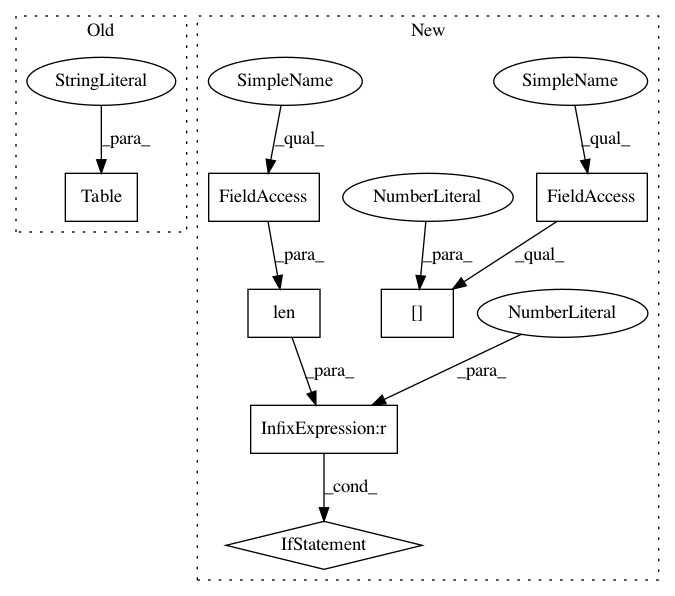 Old
New
StringLiteral
SimpleName
SimpleName
_para_
_qual_
_qual_
Table
FieldAccess
NumberLiteral
FieldAccess
_para_
_para_
_qual_
len
[]
NumberLiteral
_para_
_para_
InfixExpression:r
_cond_
IfStatement